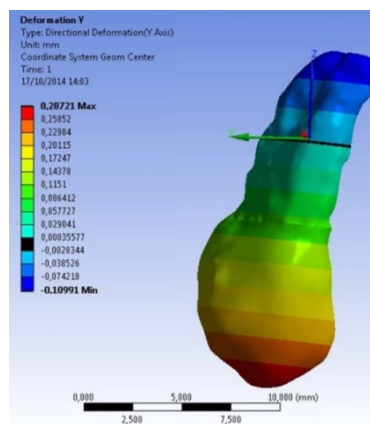 Deformation Y
Type: Directional Deformation(Y Axis)
Unit: mm
Coordinate System Geom Center
Time: 1
17/10/2014 14:03
0,28721 Max
0,25852
0,22984
0,20115
0,17247
0,14378
0,1151
0,086412
0,057727
0,029041
0,00035577
-0,0028344
-0,038526
-0,074218
-0,10991 Min
Z
0,000
5,000
10,000 (mm)
2,500
7,500